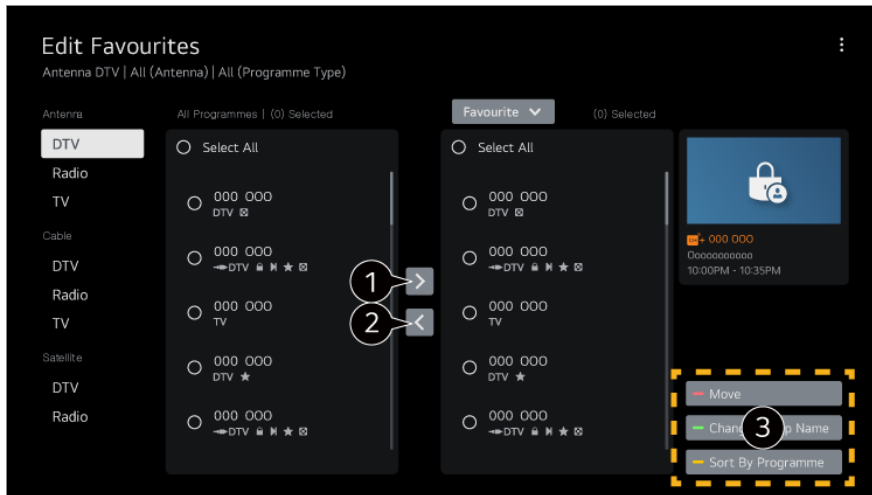 Edit Favourites
Antenna DTV | All (Antenna) | All (Programme Type)
Antenna
DTV
Radio
TV
Cable
DTV
Radio
TV
Satellite
DTV
Radio
All Programmes | (0) Selected
Select All
000 000
DTV
000 000
DTV
000 000
TV
000 000
DTV
000 000
DTV
1
2
Favourite
(0) Selected
Select All
000 000
DTV
000 000
DTV
000 000
TV
000 000
DTV
000 000
DTV
+ 000 000
Ooooooooooo
10:00PM - 10:35PM
Move
3
Name
Sort By Programme